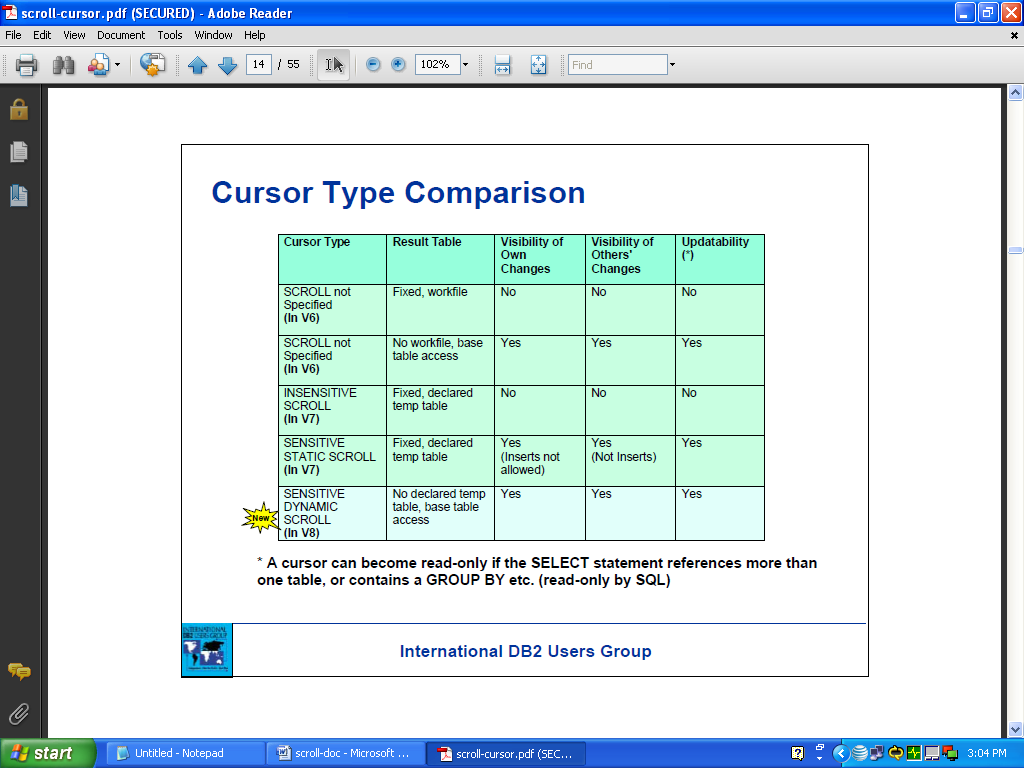 scroll-cursor.pdf (SECURED) - Adobe Reader
File Edit View Document Tools Window Help
14 / 55 102% Find
Cursor Type Comparison
Cursor Type Result Table Visibility of Own Changes Visibility of Others' Changes Updatability (*)
SCROLL not Specified (In V6) Fixed, workfile No No No
SCROLL not Specified (In V6) No workfile, base table access Yes Yes Yes
INSENSITIVE SCROLL (In V7) Fixed, declared temp table No No No
SENSITIVE STATIC SCROLL (In V7) Fixed, declared temp table Yes (Inserts not allowed) Yes (Not Inserts) Yes
New SENSITIVE DYNAMIC SCROLL (In V8) No declared temp table, base table access Yes Yes Yes
* A cursor can become read-only if the SELECT statement references more than
one table, or contains a GROUP BY etc. (read-only by SQL)
INTERNATIONAL
DB2 USERS GROUP
International DB2 Users Group
start Untitled - Notepad scroll-doc - Microsoft ... scroll-cursor.pdf (SEC... 3:04 PM